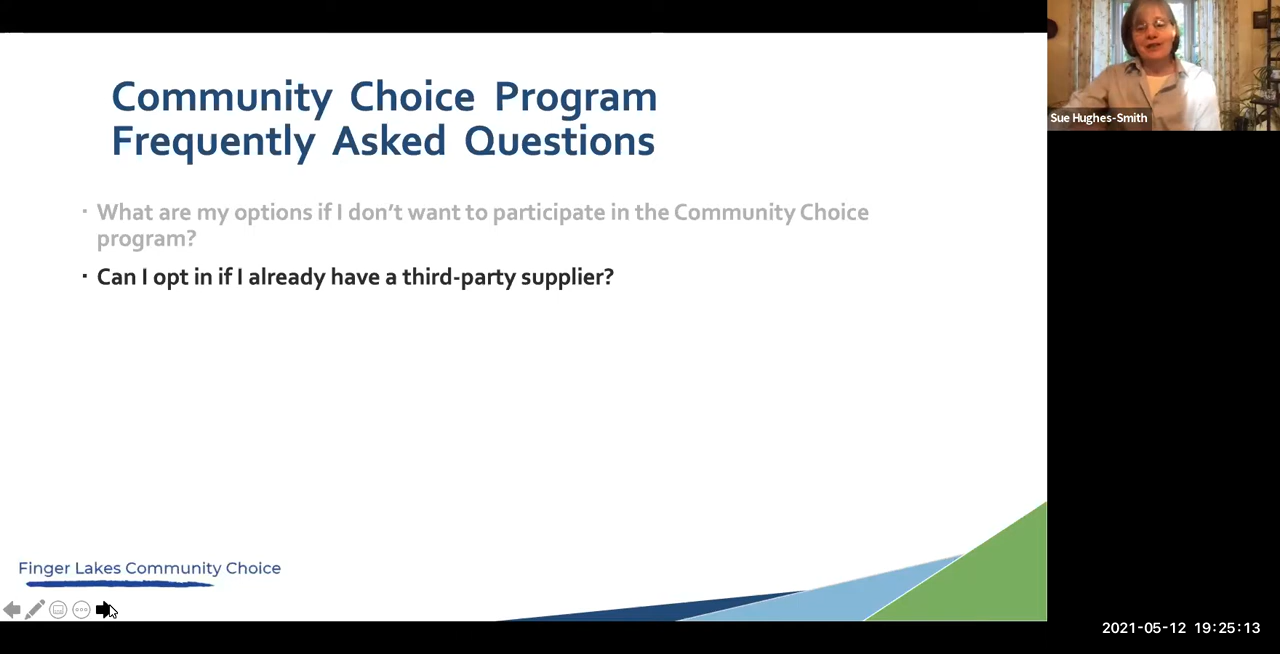 Community Choice Program
Frequently Asked Questions
· What are my options if I don't want to participate in the Community Choice
program?
· Can I opt in if I already have a third-party supplier?
Finger Lakes Community Choice
Sue Hughes-Smith
2021-05-12 19:25:13